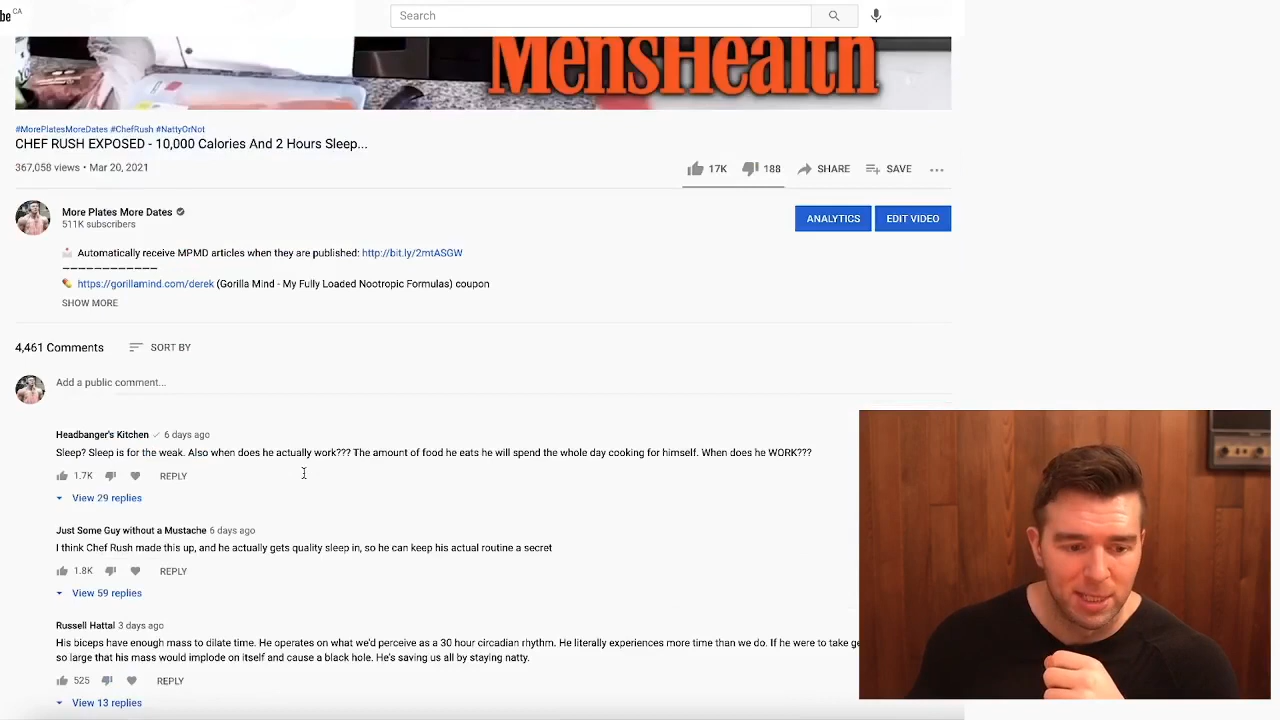 be CA
Search
MensHealth
#MorePlatesMoreDates #ChefRush #NattyOrNot
CHEF RUSH EXPOSED - 10,000 Calories And 2 Hours Sleep...
367,058 views • Mar 20, 2021
17K 188 SHARE SAVE ...
More Plates More Dates
511K subscribers
ANALYTICS EDIT VIDEO
Automatically receive MPMD articles when they are published: http://bit.ly/2mtASGW
————————————
https://gorillamind.com/derek (Gorilla Mind - My Fully Loaded Nootropic Formulas) coupon
SHOW MORE
4,461 Comments SORT BY
Add a public comment...
Headbanger's Kitchen 6 days ago
Sleep? Sleep is for the weak. Also when does he actually work??? The amount of food he eats he will spend the whole day cooking for himself. When does he WORK???
1.7K REPLY
View 29 replies
Just Some Guy without a Mustache 6 days ago
I think Chef Rush made this up, and he actually gets quality sleep in, so he can keep his actual routine a secret
1.8K REPLY
View 59 replies
Russell Hattal 3 days ago
His biceps have enough mass to dilate time. He operates on what we'd perceive as a 30 hour circadian rhythm. He literally experiences more time than we do. If he were to take ge
so large that his mass would implode on itself and cause a black hole. He's saving us all by staying natty.
525 REPLY
View 13 replies